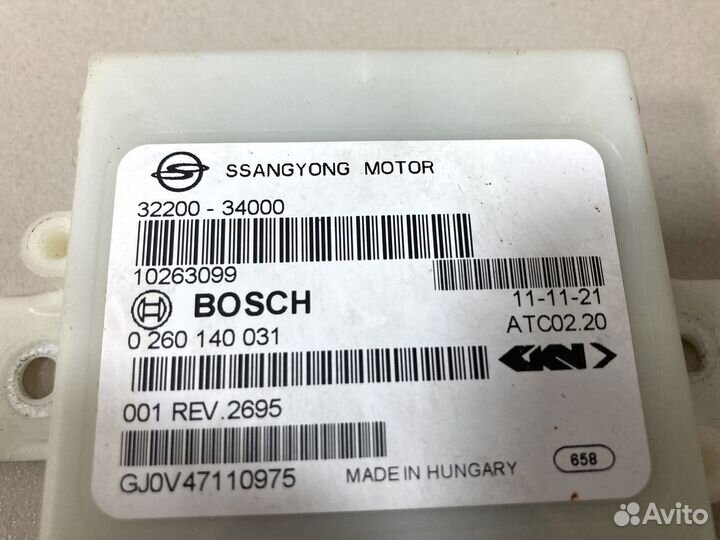 SSANGYONG MOTOR
32200 - 34000
10263099
BOSCH
11-11-21
0 260 140 031
ATC02.20
GKN
001 REV.2695
GJ0V47110975
MADE IN HUNGARY
658
Avito